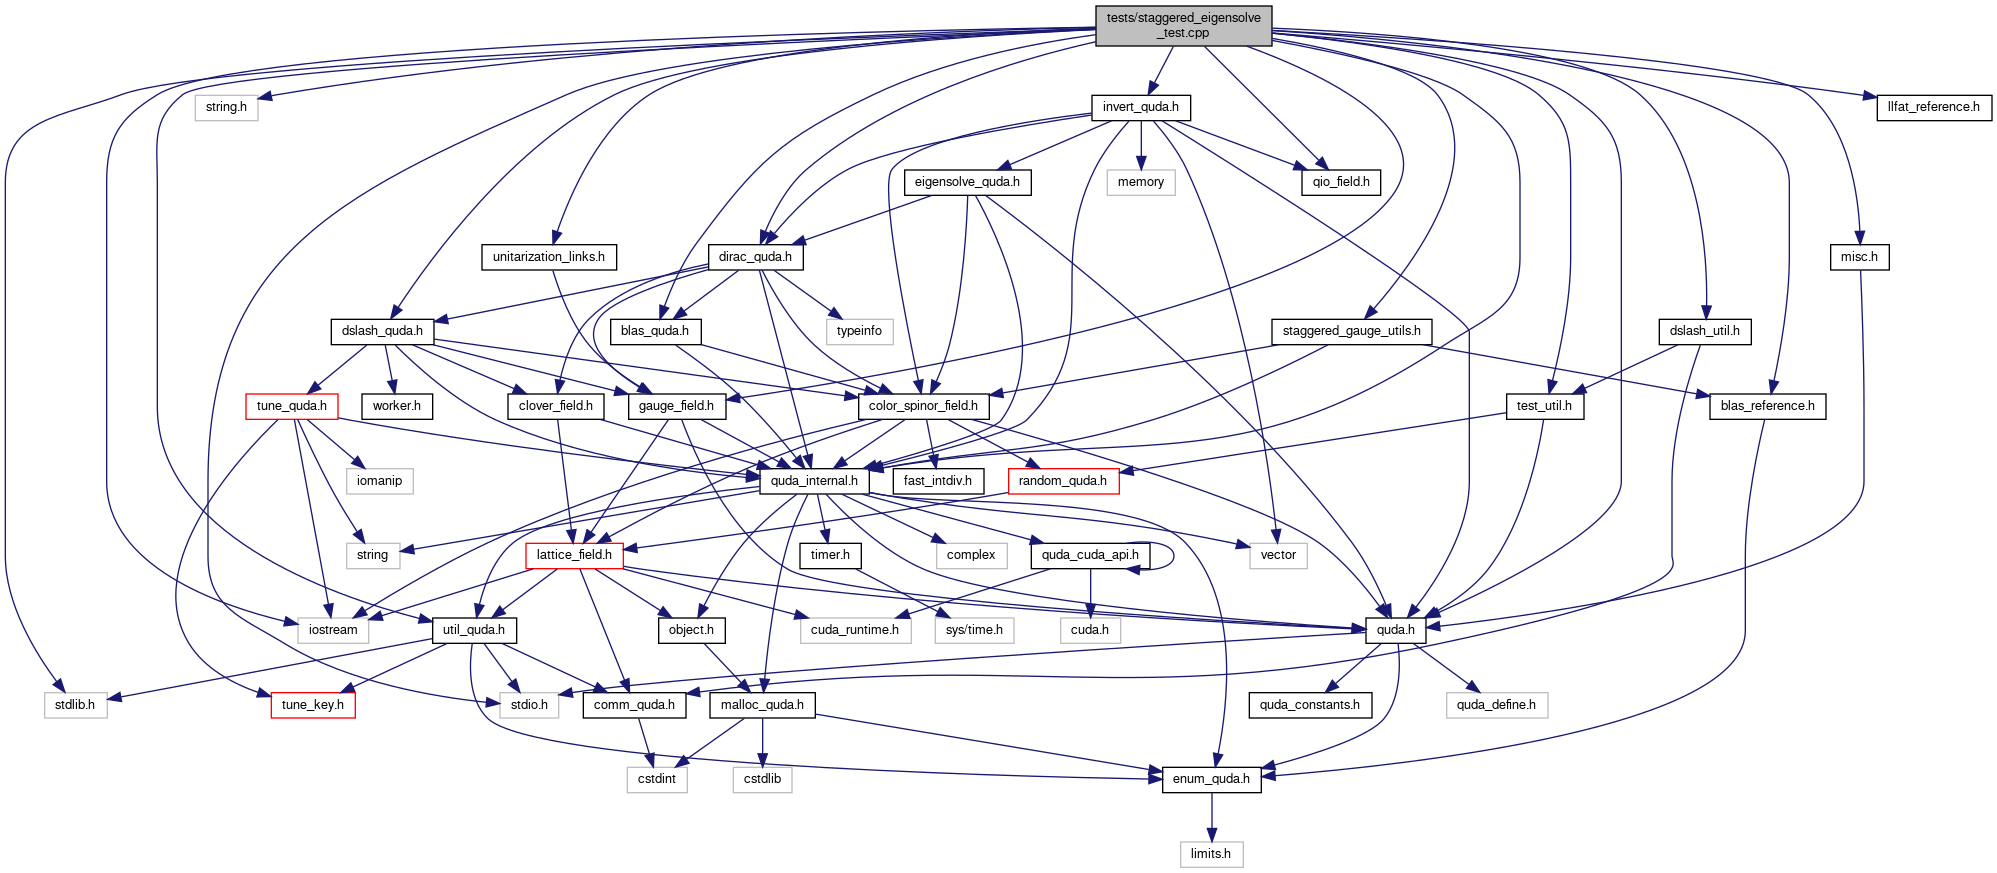 tests/staggered_eigensolve
_test.cpp
string.h
invert_quda.h
llfat_reference.h
eigensolve_quda.h
memory
qio_field.h
unitarization_links.h
dirac_quda.h
misc.h
dslash_quda.h
blas_quda.h
typeinfo
staggered_gauge_utils.h
dslash_util.h
tune_quda.h
worker.h
clover_field.h
gauge_field.h
color_spinor_field.h
test_util.h
blas_reference.h
iomanip
quda_internal.h
fast_intdiv.h
random_quda.h
string
lattice_field.h
timer.h
complex
quda_cuda_api.h
vector
iostream
util_quda.h
object.h
cuda_runtime.h
sys/time.h
cuda.h
quda.h
stdlib.h
tune_key.h
stdio.h
comm_quda.h
malloc_quda.h
quda_constants.h
quda_define.h
cstdint
cstdlib
enum_quda.h
limits.h